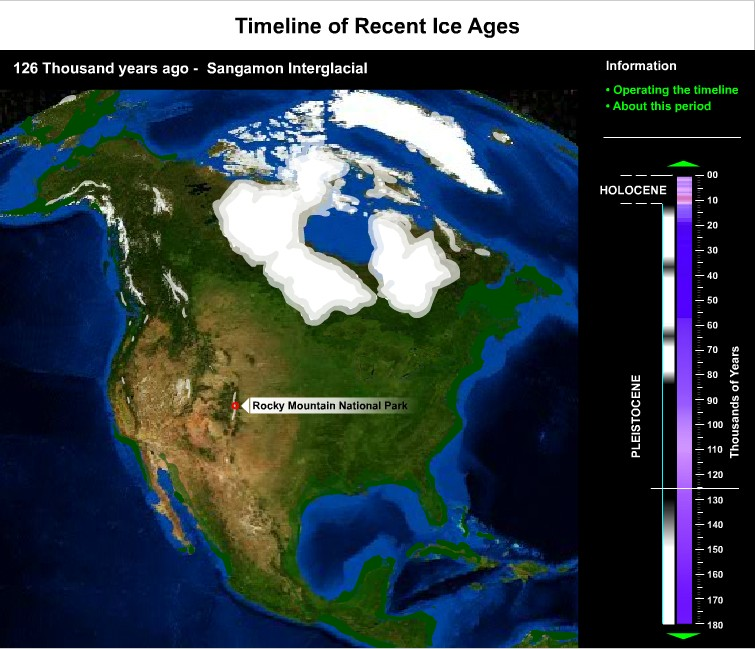 Timeline of Recent Ice Ages
126 Thousand years ago - Sangamon Interglacial
Information
• Operating the timeline
• About this period
HOLOCENE
00
10
20
30
40
50
60
70
80
90
100
110
120
130
140
150
160
170
180
PLEISTOCENE
Thousands of Years
Rocky Mountain National Park